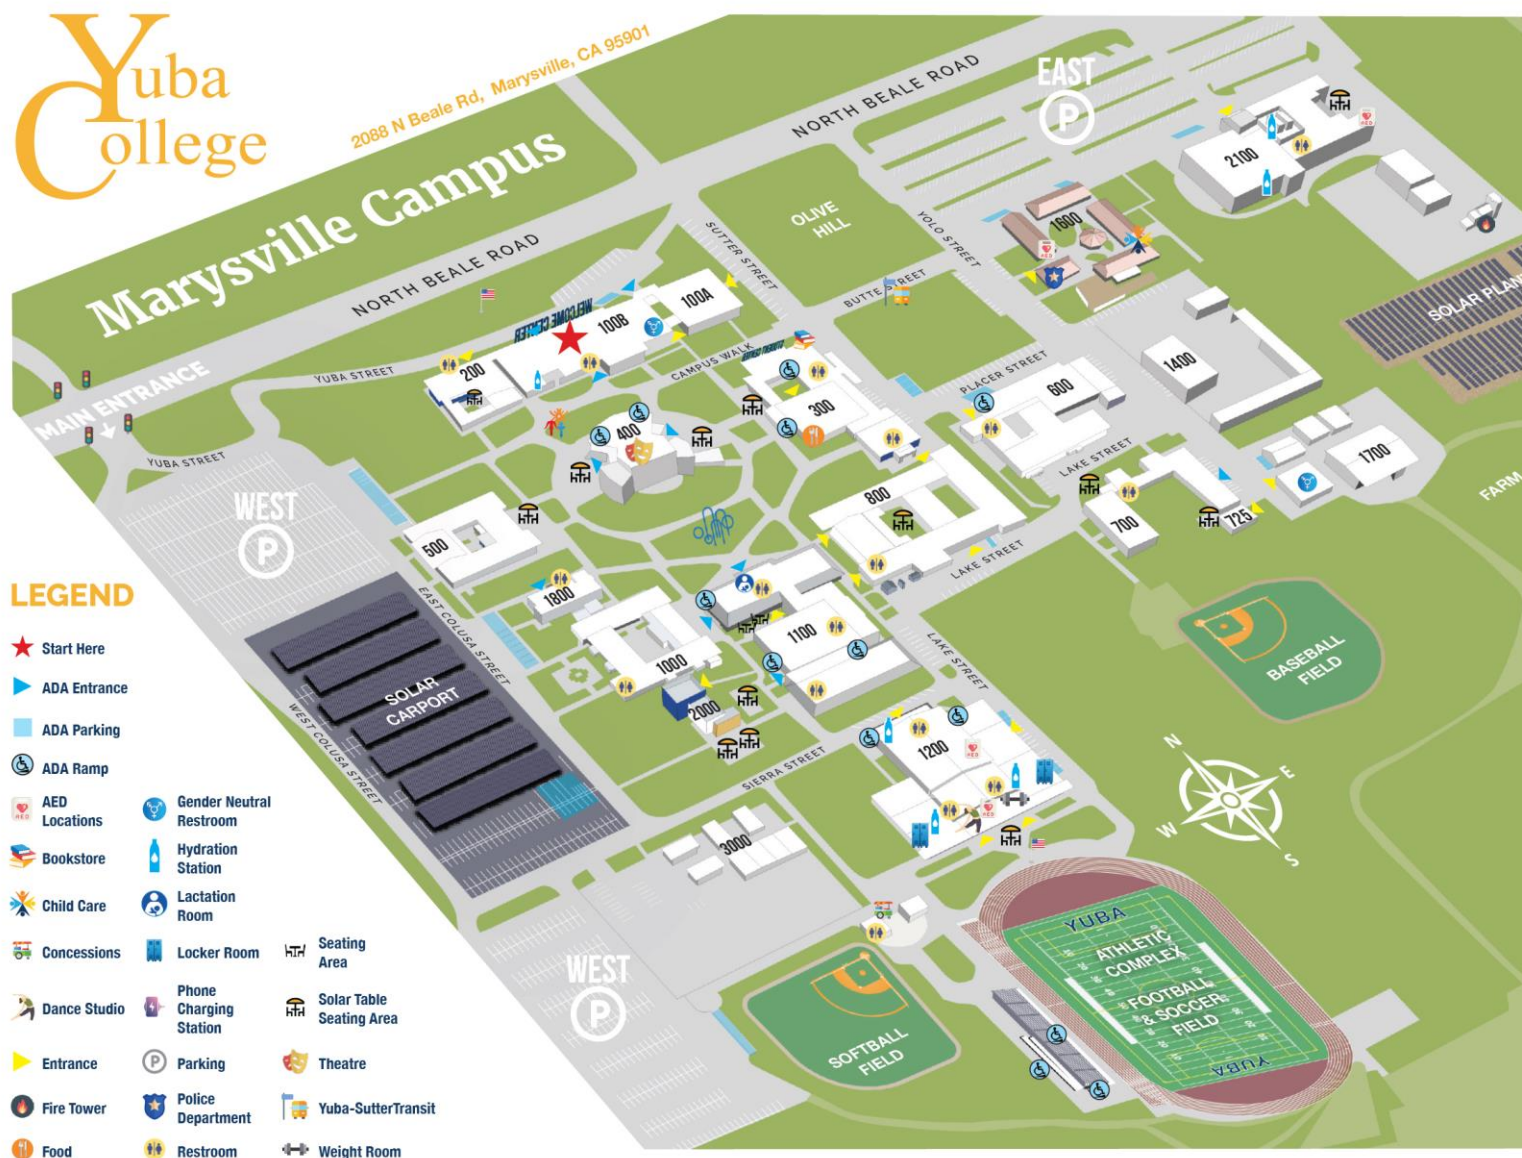 Yuba
College
2088 N Beale Rd, Marysville, CA 95901
Marysville Campus
NORTH BEALE ROAD
NORTH BEALE ROAD
EAST
P
OLIVE
HILL
SUTTER STREET
YOLO STREET
BUTTE STREET
2100
1600
SOLAR PLAN
WELCOME CENTER
100A
100B
200
YUBA STREET
CAMPUS WALK
STUDENT CENTER
MAIN ENTRANCE
YUBA STREET
300
400
PLACER STREET
600
1400
LAKE STREET
1700
FARM
WEST
P
500
800
700
725
LAKE STREET
1800
EAST COLUSA STREET
1000
1100
LAKE STREET
BASEBALL
FIELD
SOLAR
CARPORT
WEST COLUSA STREET
2000
1200
SIERRA STREET
3000
N
E
W
S
WEST
P
SOFTBALL
FIELD
YUBA
ATHLETIC
COMPLEX
FOOTBALL
& SOCCER
FIELD
YUBA
LEGEND
Start Here
ADA Entrance
ADA Parking
ADA Ramp
AED
Locations
Bookstore
Child Care
Concessions
Dance Studio
Entrance
Fire Tower
Food
Gender Neutral
Restroom
Hydration
Station
Lactation
Room
Locker Room
Phone
Charging
Station
P
Parking
Police
Department
Restroom
Seating
Area
Solar Table
Seating Area
Theatre
Yuba-SutterTransit
Weight Room